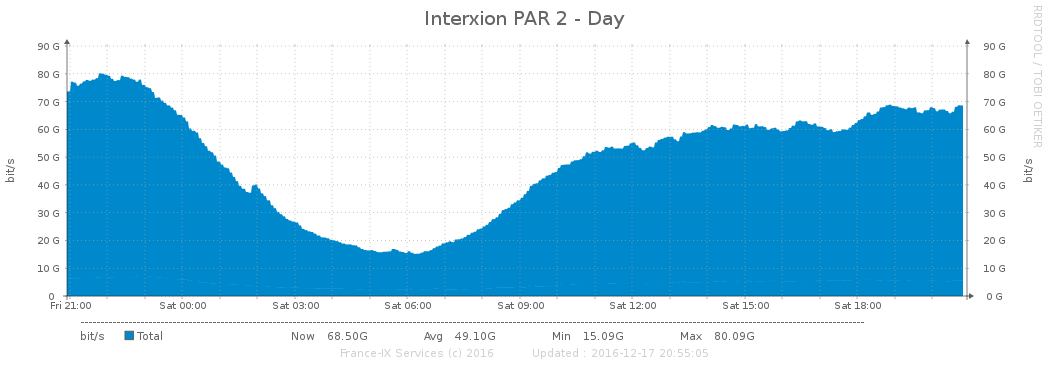 Interxion PAR 2 - Day
RRDTOOL / TOBI OETIKER
90 G 90 G
80 G 80 G
70 G 70 G
60 G 60 G
50 G 50 G
40 G 40 G
30 G 30 G
20 G 20 G
10 G 10 G
0 0 G
bit/s bit/s
Fri 21:00 Sat 00:00 Sat 03:00 Sat 06:00 Sat 09:00 Sat 12:00 Sat 15:00 Sat 18:00
bit/s Total Now 68.50G Avg 49.10G Min 15.09G Max 80.09G
France-IX Services (c) 2016 Updated : 2016-12-17 20:55:05